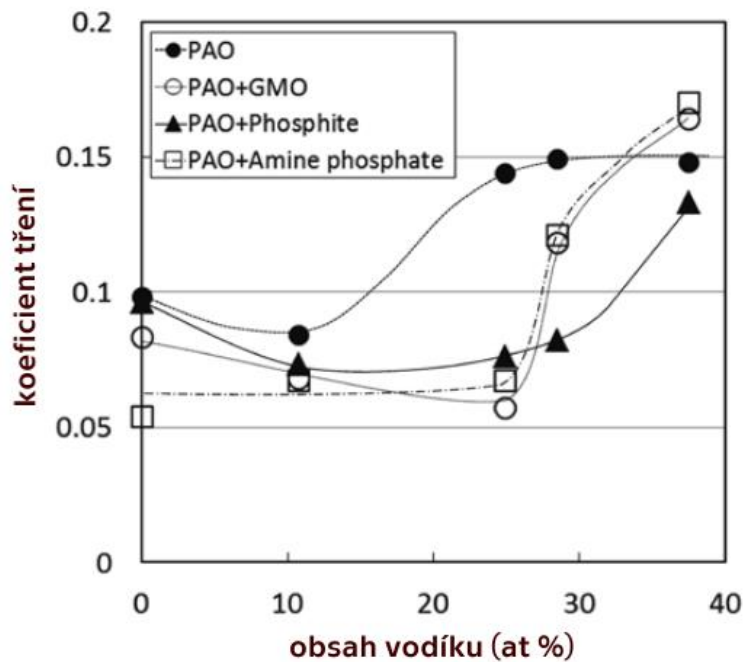 0.2
PAO
PAO+GMO
PAO+Phosphite
PAO+Amine phosphate
0.15
0.1
0.05
0
koeficient tření
0 10 20 30 40
obsah vodíku (at %)